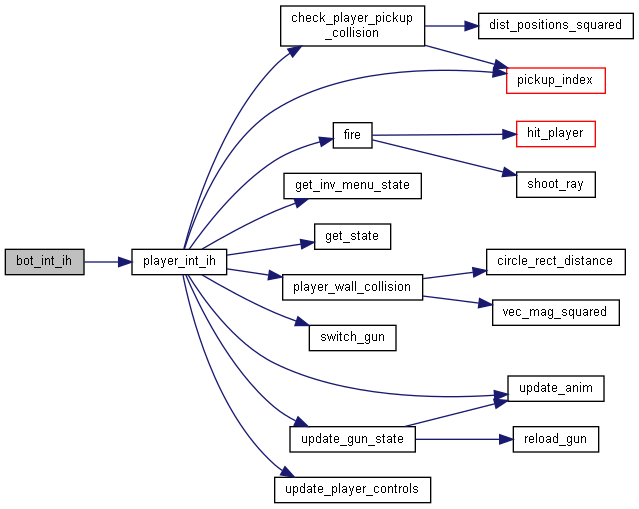 bot_int_ih
player_int_ih
check_player_pickup
_collision
dist_positions_squared
pickup_index
fire
hit_player
shoot_ray
get_inv_menu_state
get_state
player_wall_collision
circle_rect_distance
vec_mag_squared
switch_gun
update_anim
update_gun_state
reload_gun
update_player_controls